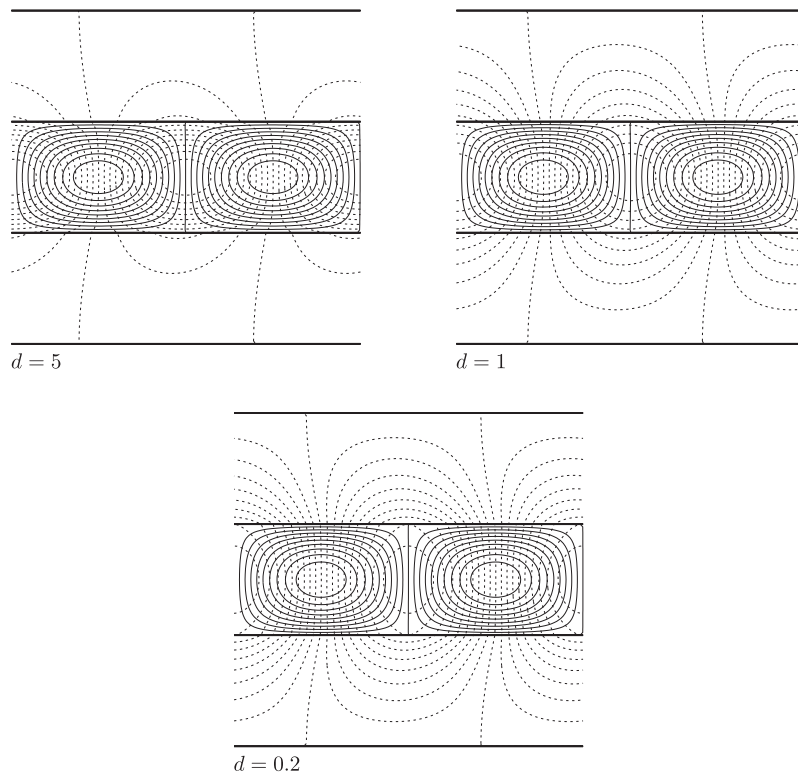 d = 5
d = 1
d = 0.2